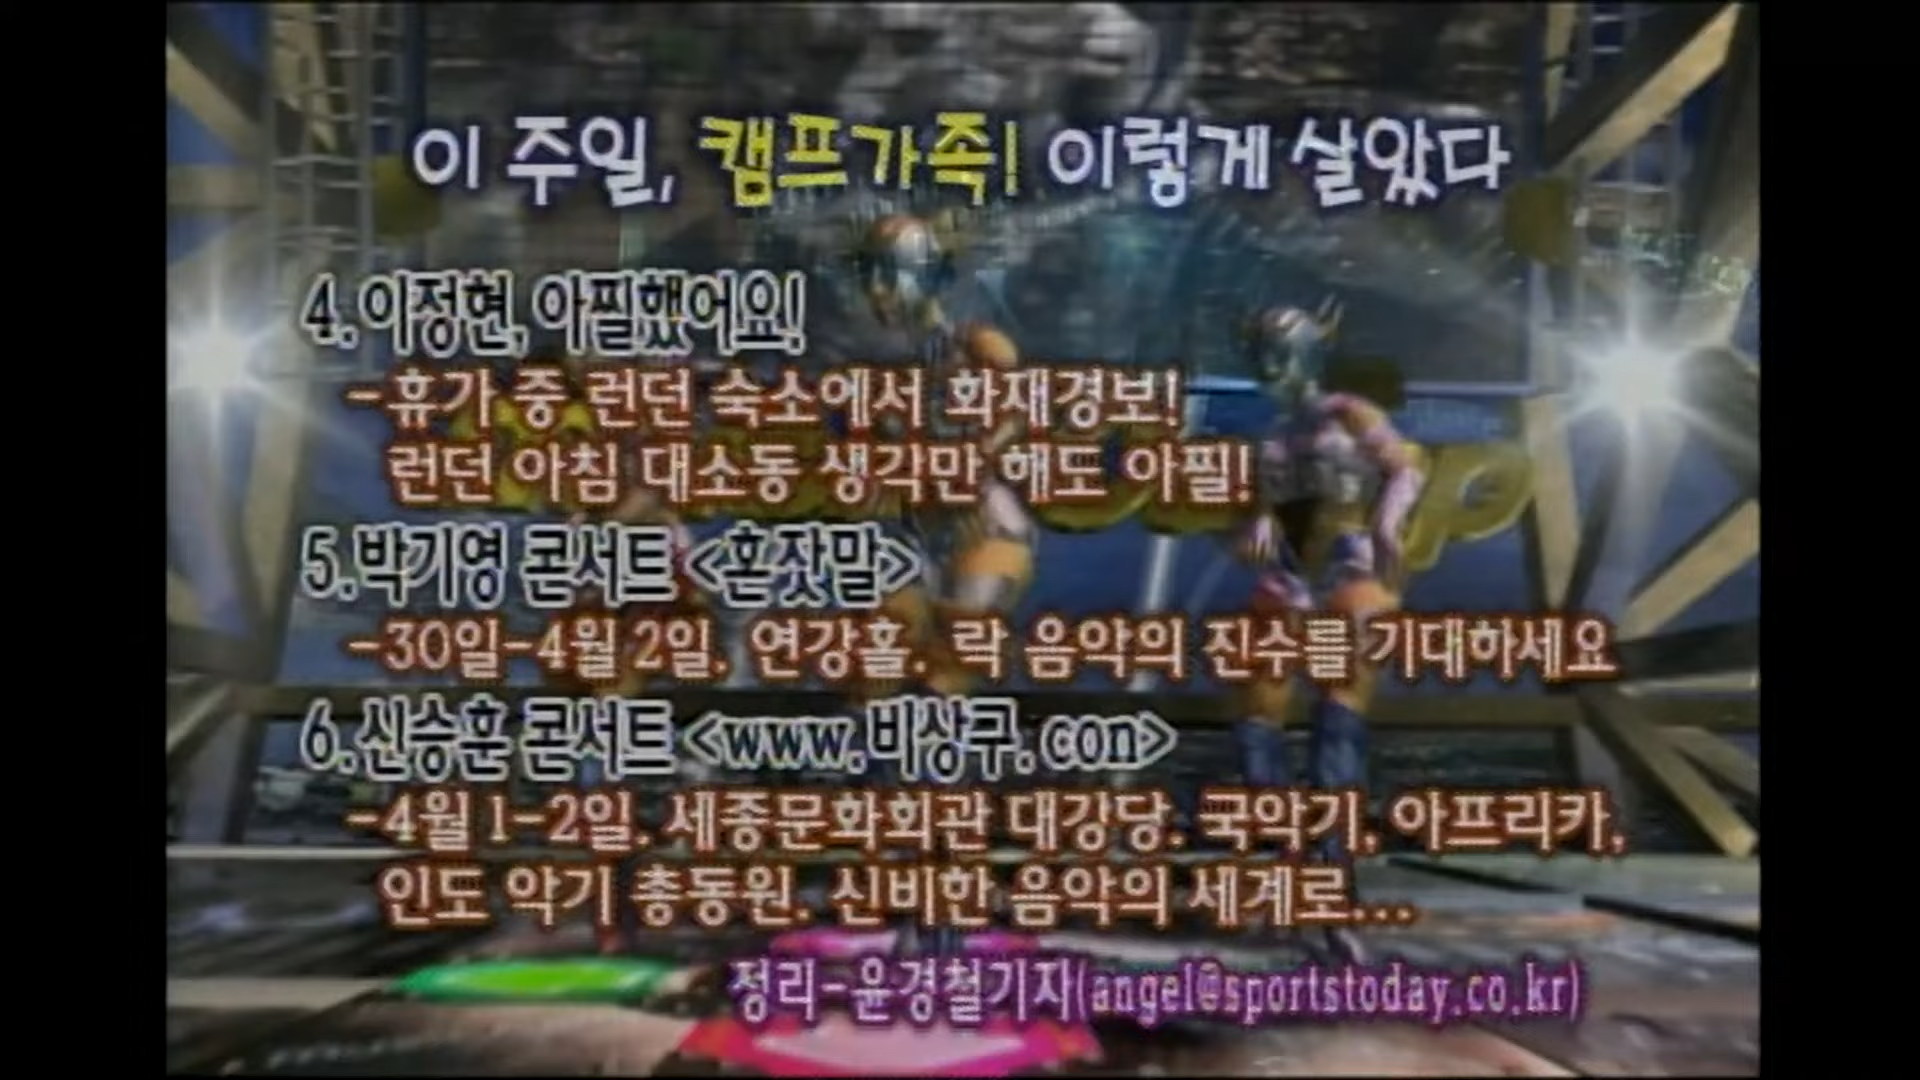 이 주일, 캠프가족! 이렇게 살았다
4. 이정현, 아필했어요!
-휴가 중 런던 숙소에서 화재경보!
런던 아침 대소동 생각만 해도 아필!
5. 박기영 콘서트 <혼잣말>
-30일-4월 2일. 연강홀. 락 음악의 진수를 기대하세요
6. 신승훈 콘서트 <www.비상구.con>
-4월 1-2일. 세종문화회관 대강당. 국악기, 아프리카,
인도 악기 총동원. 신비한 음악의 세계로...
정리-윤경철기자(angel@sportstoday.co.kr)